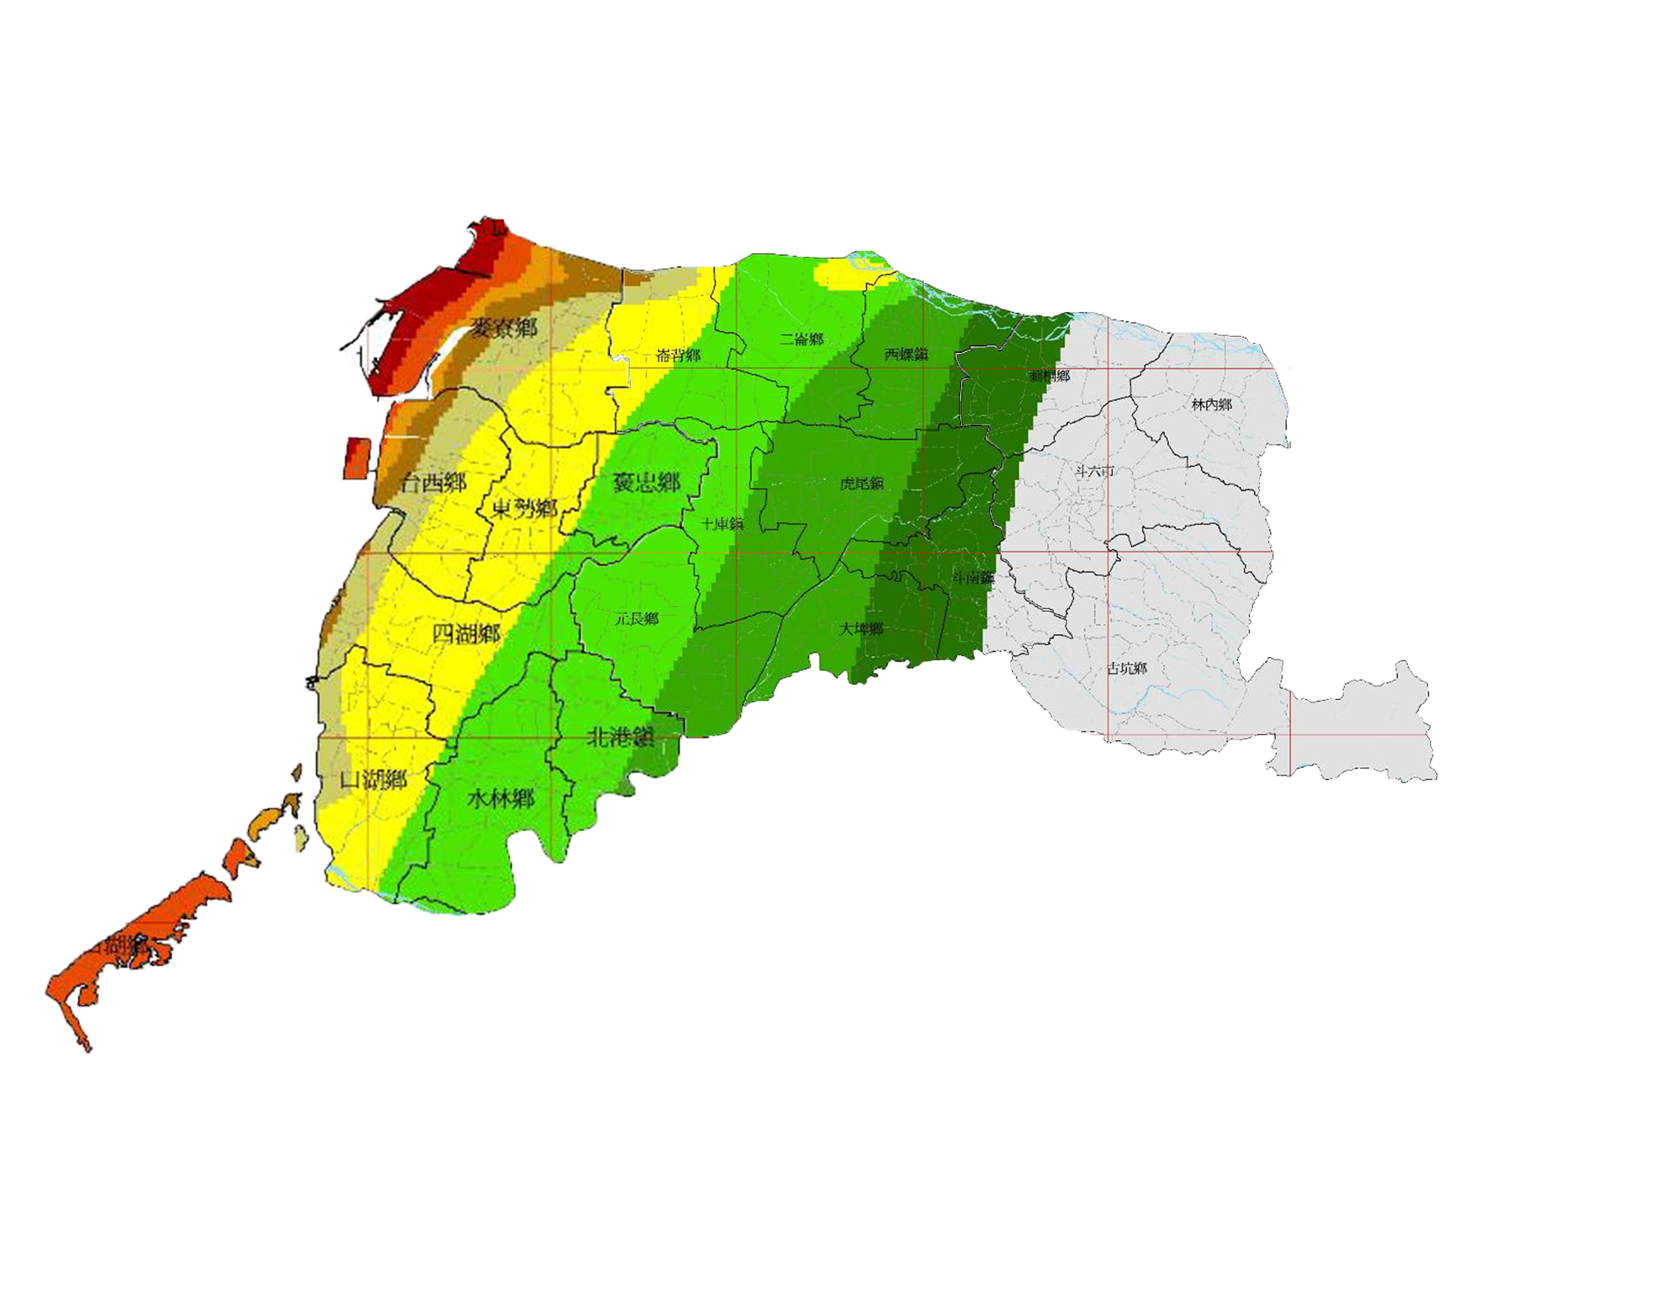 麥寮鄉
二崙鄉
崙背鄉
西螺鎮
莿桐鄉
林內鄉
斗六市
台西鄉
褒忠鄉
虎尾鎮
東勢鄉
土庫鎮
斗南鎮
元長鄉
四湖鄉
大埤鄉
古坑鄉
北港鎮
口湖鄉
水林鄉
口湖鄉